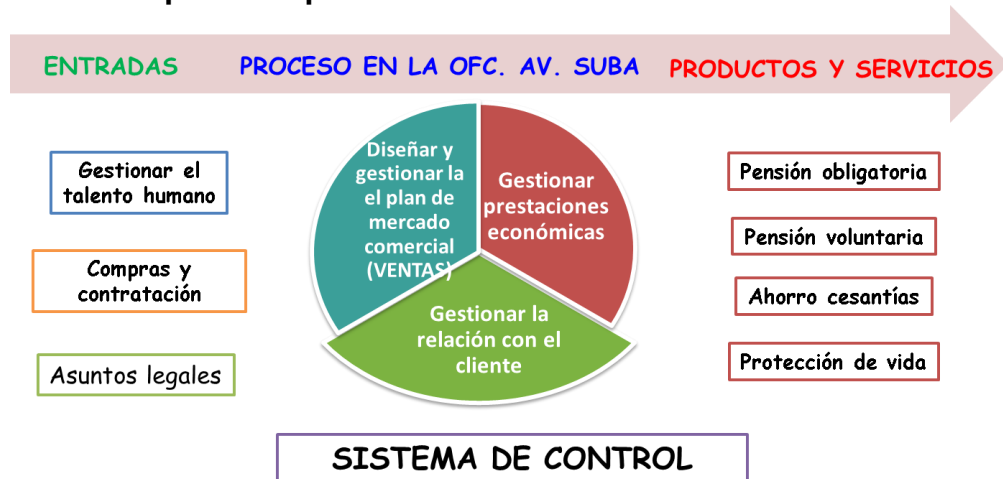 ENTRADAS
PROCESO EN LA OFC. AV. SUBA
PRODUCTOS Y SERVICIOS
Gestionar el
talento humano
Compras y
contratación
Asuntos legales
Diseñar y
gestionar la
el plan de
mercado
comercial
(VENTAS)
Gestionar
prestaciones
económicas
Gestionar la
relación con el
cliente
Pensión obligatoria
Pensión voluntaria
Ahorro cesantías
Protección de vida
SISTEMA DE CONTROL